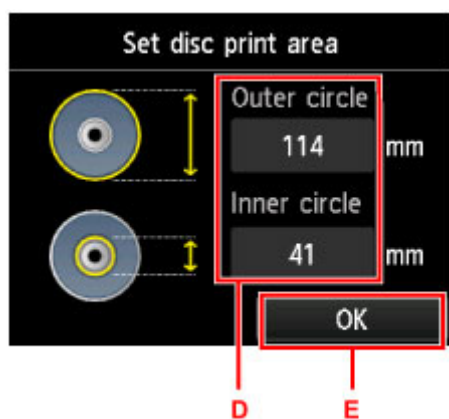 Set disc print area
Outer circle
114 mm
Inner circle
41 mm
OK
D E